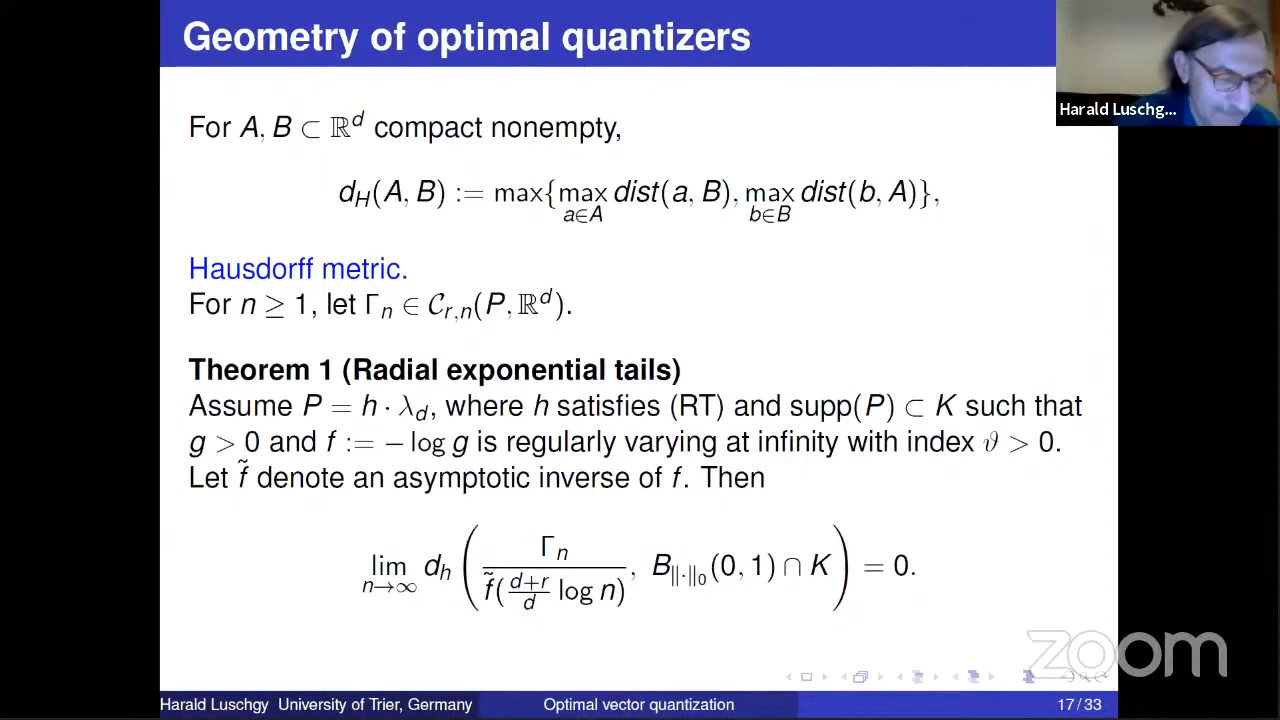 Geometry of optimal quantizers
Harald Luschg...
For A, B ⊂ ℝ^d compact nonempty,
d_H(A, B) := max{max_{a∈A} dist(a, B), max_{b∈B} dist(b, A)},
Hausdorff metric.
For n ≥ 1, let Γ_n ∈ 𝒞_{r,n}(P, ℝ^d).
Theorem 1 (Radial exponential tails)
Assume P = h · λ_d, where h satisfies (RT) and supp(P) ⊂ K such that
g > 0 and f := − log g is regularly varying at infinity with index ϑ > 0.
Let f̃ denote an asymptotic inverse of f. Then
lim_{n→∞} d_h ( Γ_n / f̃((d+r)/d log n), B_{‖·‖_0}(0, 1) ∩ K ) = 0.
zoom
Harald Luschgy University of Trier, Germany
Optimal vector quantization
17 / 33